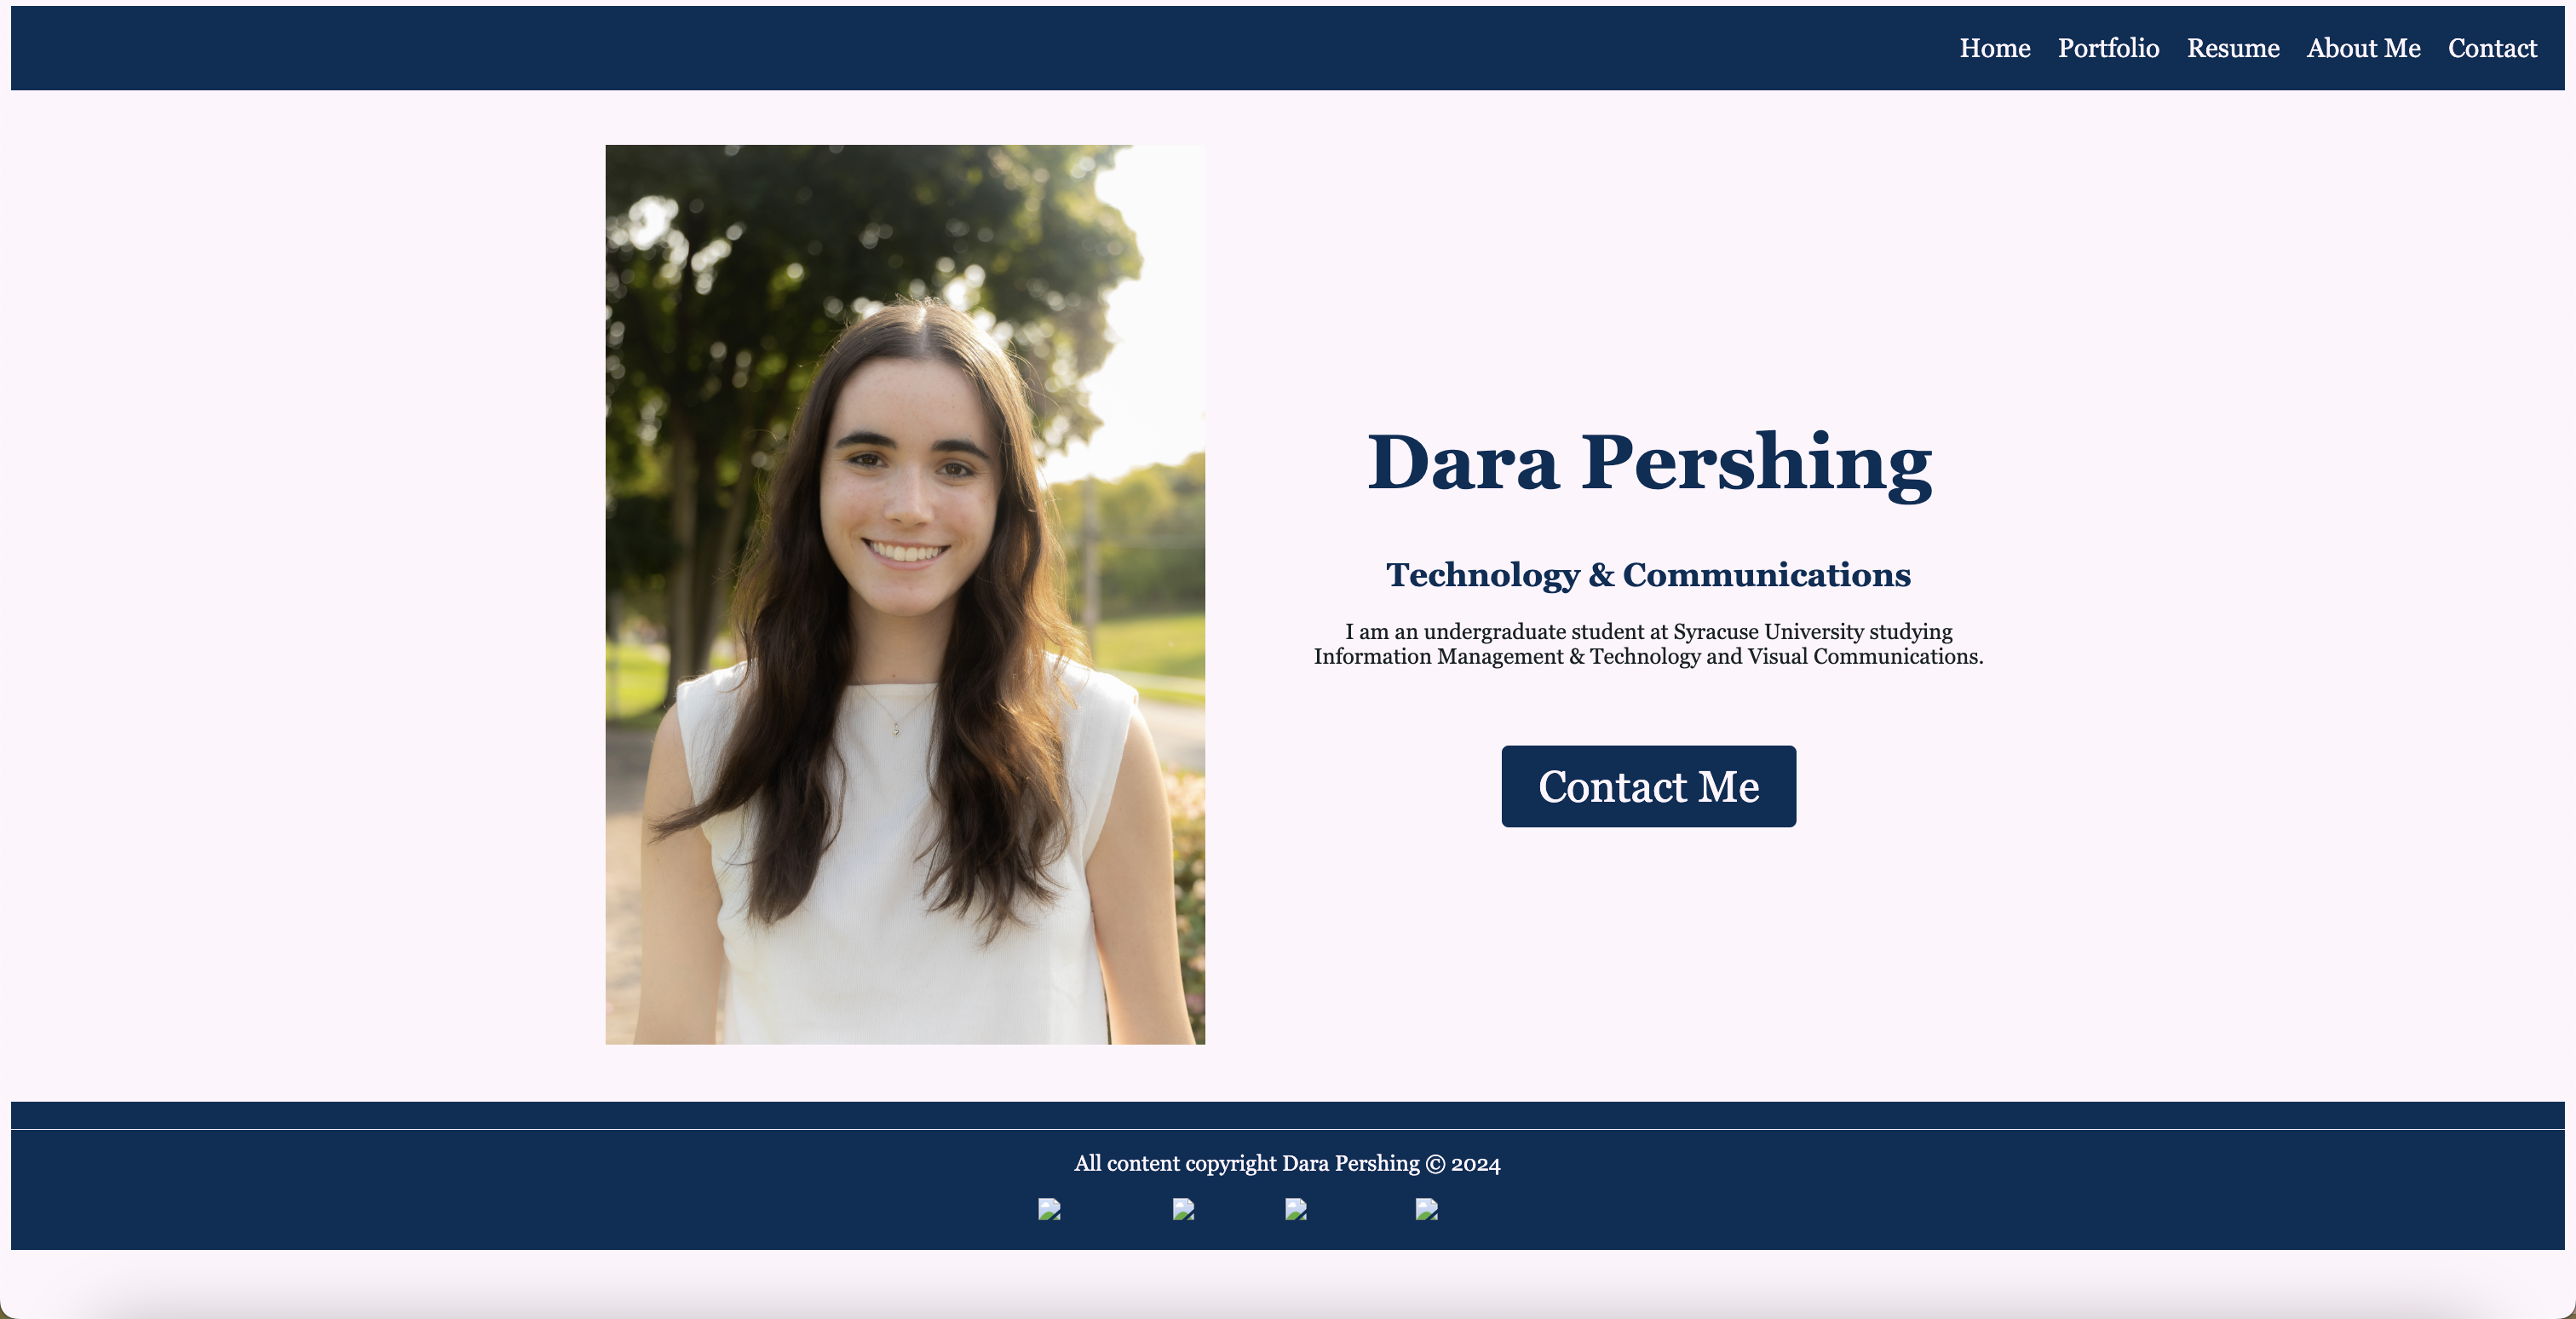 Home Portfolio Resume About Me Contact
Dara Pershing
Technology & Communications
I am an undergraduate student at Syracuse University studying
Information Management & Technology and Visual Communications.
Contact Me
All content copyright Dara Pershing © 2024